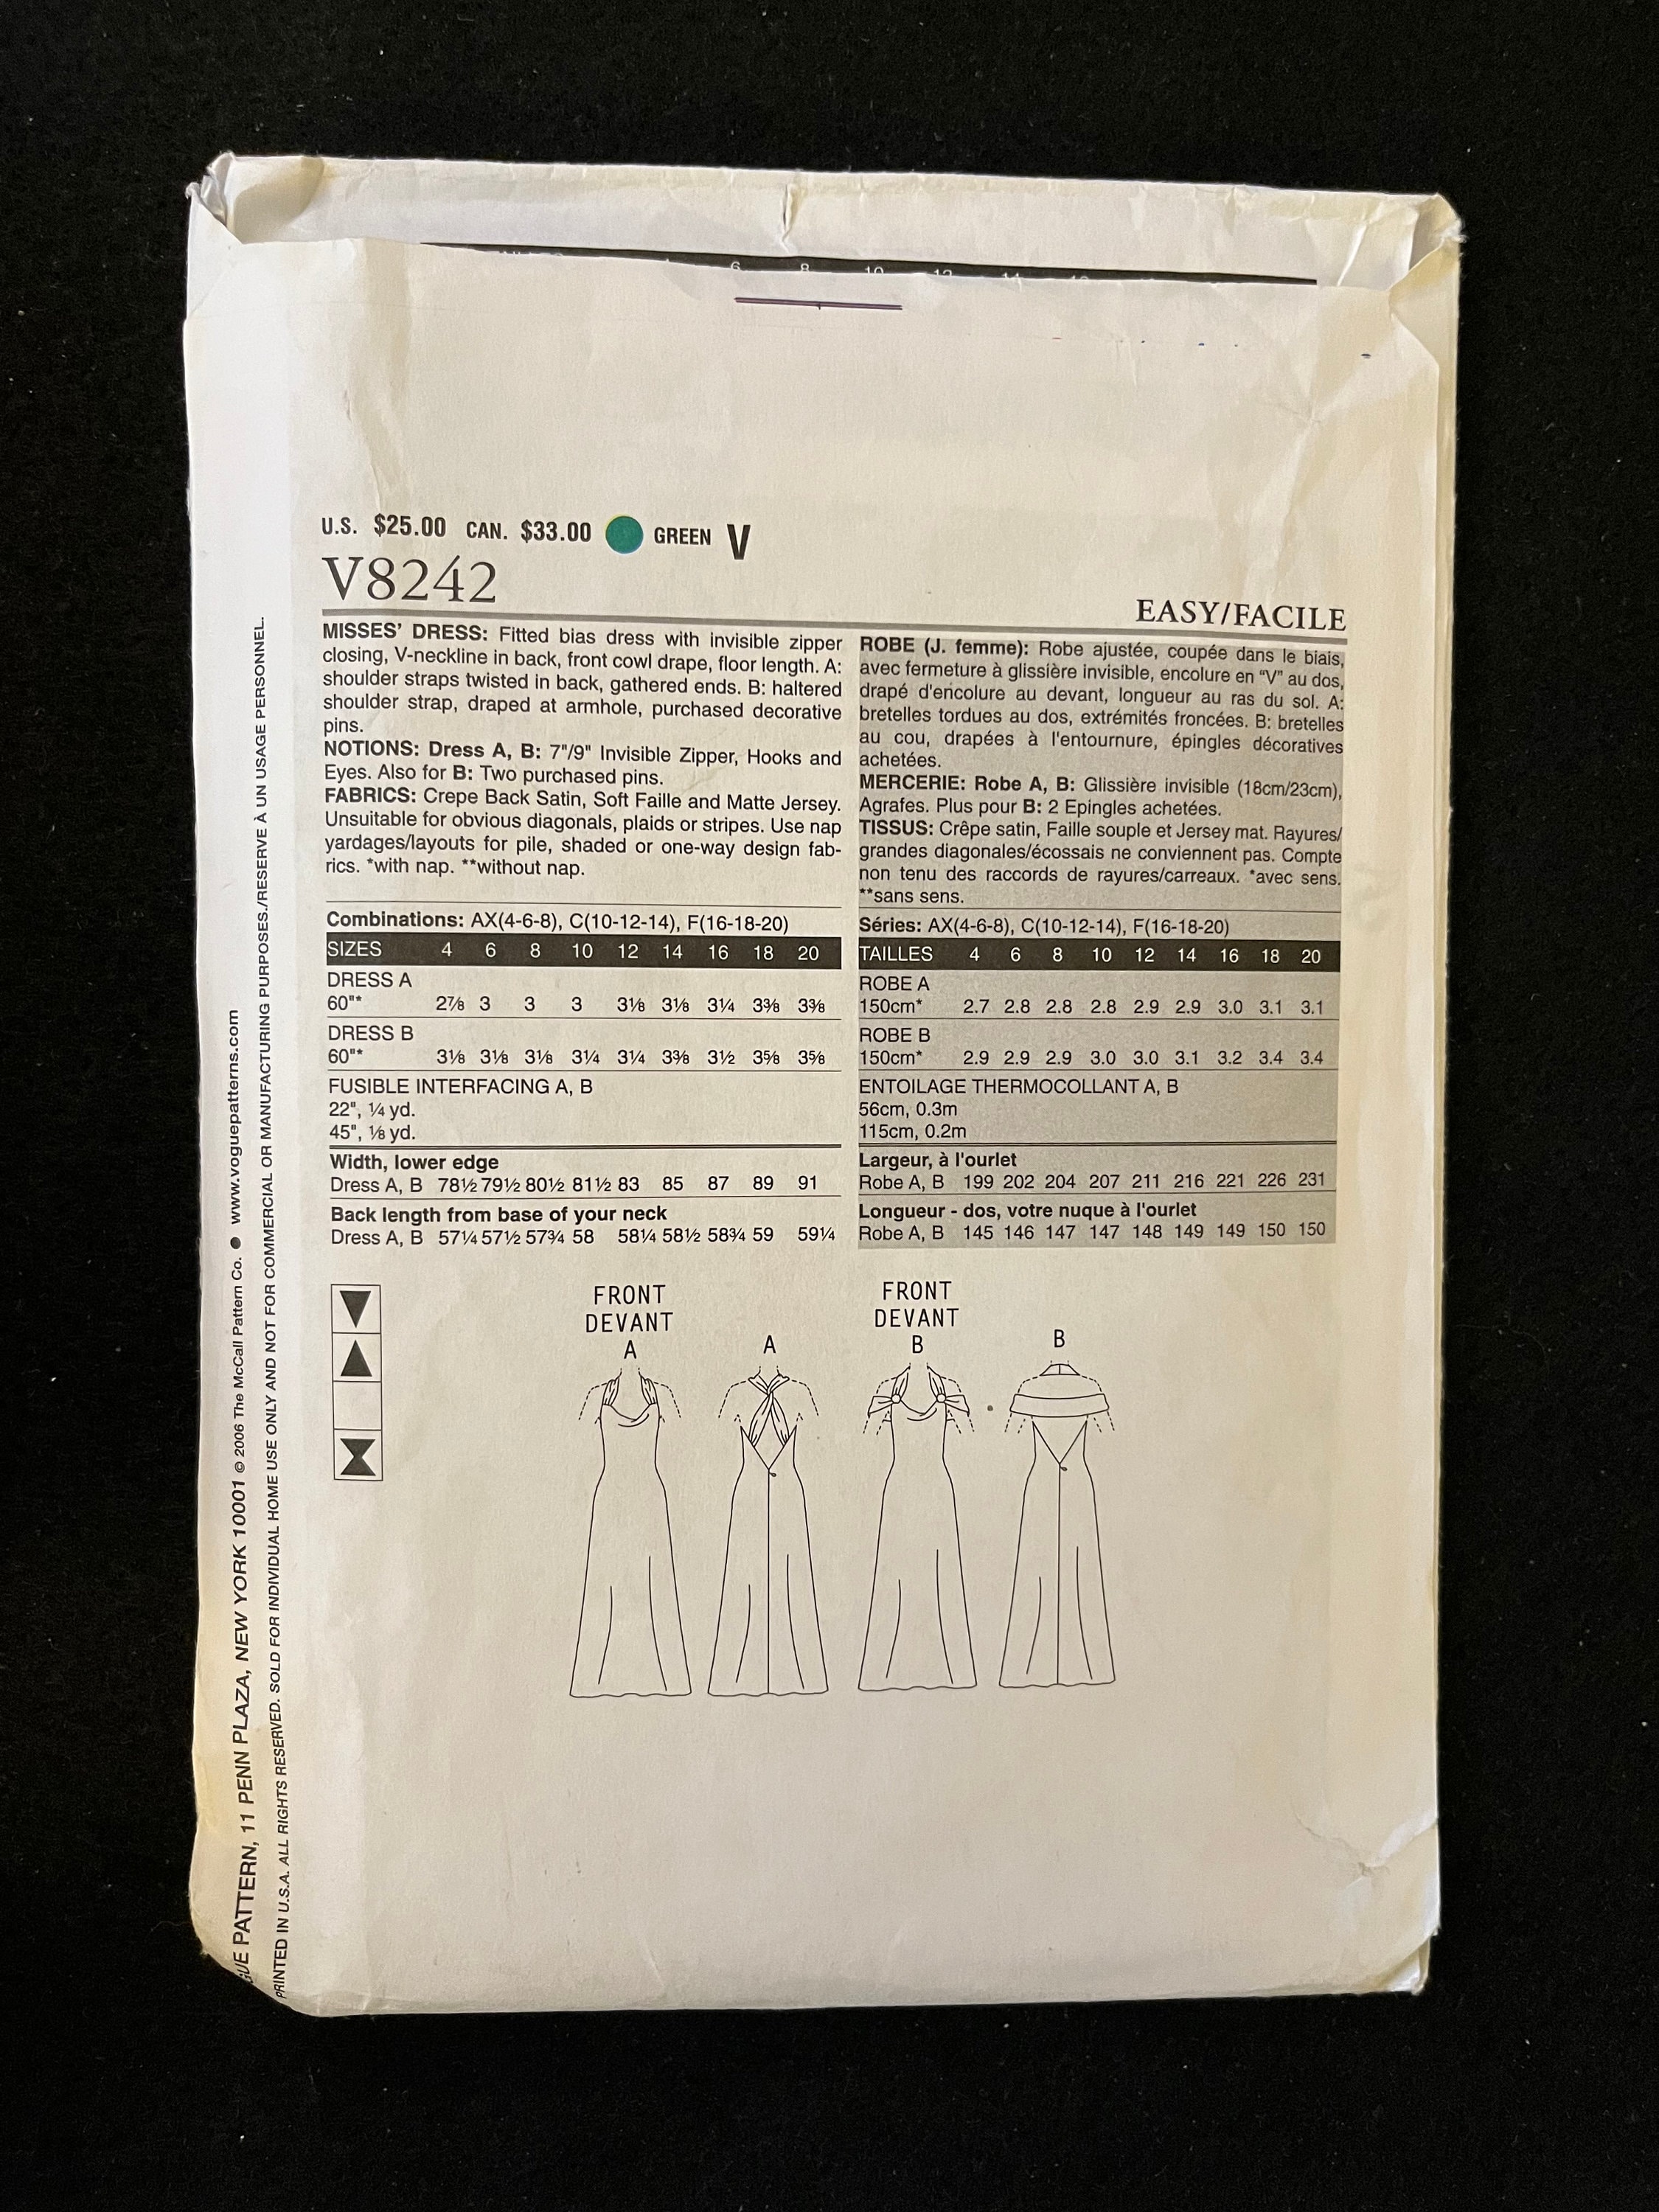 6 8 10 12 14
U.S. $25.00 CAN. $33.00 GREEN V
V8242
EASY/FACILE
MISSES' DRESS: Fitted bias dress with invisible zipper
closing, V-neckline in back, front cowl drape, floor length. A:
shoulder straps twisted in back, gathered ends. B: haltered
shoulder strap, draped at armhole, purchased decorative
pins.
NOTIONS: Dress A, B: 7"/9" Invisible Zipper, Hooks and
Eyes. Also for B: Two purchased pins.
FABRICS: Crepe Back Satin, Soft Faille and Matte Jersey.
Unsuitable for obvious diagonals, plaids or stripes. Use nap
yardages/layouts for pile, shaded or one-way design fab-
rics. *with nap. **without nap.
Combinations: AX(4-6-8), C(10-12-14), F(16-18-20)
SIZES 4 6 8 10 12 14 16 18 20
DRESS A
60"* 2⅞ 3 3 3 3⅛ 3⅛ 3¼ 3⅜ 3⅜
DRESS B
60"* 3⅛ 3⅛ 3⅛ 3¼ 3¼ 3⅜ 3½ 3⅝ 3⅝
FUSIBLE INTERFACING A, B
22", ¼ yd.
45", ⅛ yd.
Width, lower edge
Dress A, B 78½ 79½ 80½ 81½ 83 85 87 89 91
Back length from base of your neck
Dress A, B 57¼ 57½ 57¾ 58 58¼ 58½ 58¾ 59 59¼
ROBE (J. femme): Robe ajustée, coupée dans le biais,
avec fermeture à glissière invisible, encolure en "V" au dos,
drapé d'encolure au devant, longueur au ras du sol. A:
bretelles tordues au dos, extrémités froncées. B: bretelles
au cou, drapées à l'entournure, épingles décoratives
achetées.
MERCERIE: Robe A, B: Glissière invisible (18cm/23cm),
Agrafes. Plus pour B: 2 Epingles achetées.
TISSUS: Crêpe satin, Faille souple et Jersey mat. Rayures/
grandes diagonales/écossais ne conviennent pas. Compte
non tenu des raccords de rayures/carreaux. *avec sens.
**sans sens.
Séries: AX(4-6-8), C(10-12-14), F(16-18-20)
TAILLES 4 6 8 10 12 14 16 18 20
ROBE A
150cm* 2.7 2.8 2.8 2.8 2.9 2.9 3.0 3.1 3.1
ROBE B
150cm* 2.9 2.9 2.9 3.0 3.0 3.1 3.2 3.4 3.4
ENTOILAGE THERMOCOLLANT A, B
56cm, 0.3m
115cm, 0.2m
Largeur, à l'ourlet
Robe A, B 199 202 204 207 211 216 221 226 231
Longueur - dos, votre nuque à l'ourlet
Robe A, B 145 146 147 147 148 149 149 150 150
FRONT
DEVANT
A
A
FRONT
DEVANT
B
B
PATTERN, 11 PENN PLAZA, NEW YORK 10001 © 2006 The McCall Pattern Co. ● www.voguepatterns.com
PRINTED IN U.S.A. ALL RIGHTS RESERVED. SOLD FOR INDIVIDUAL HOME USE ONLY AND NOT FOR COMMERCIAL OR MANUFACTURING PURPOSES./RESERVE À UN USAGE PERSONNEL.